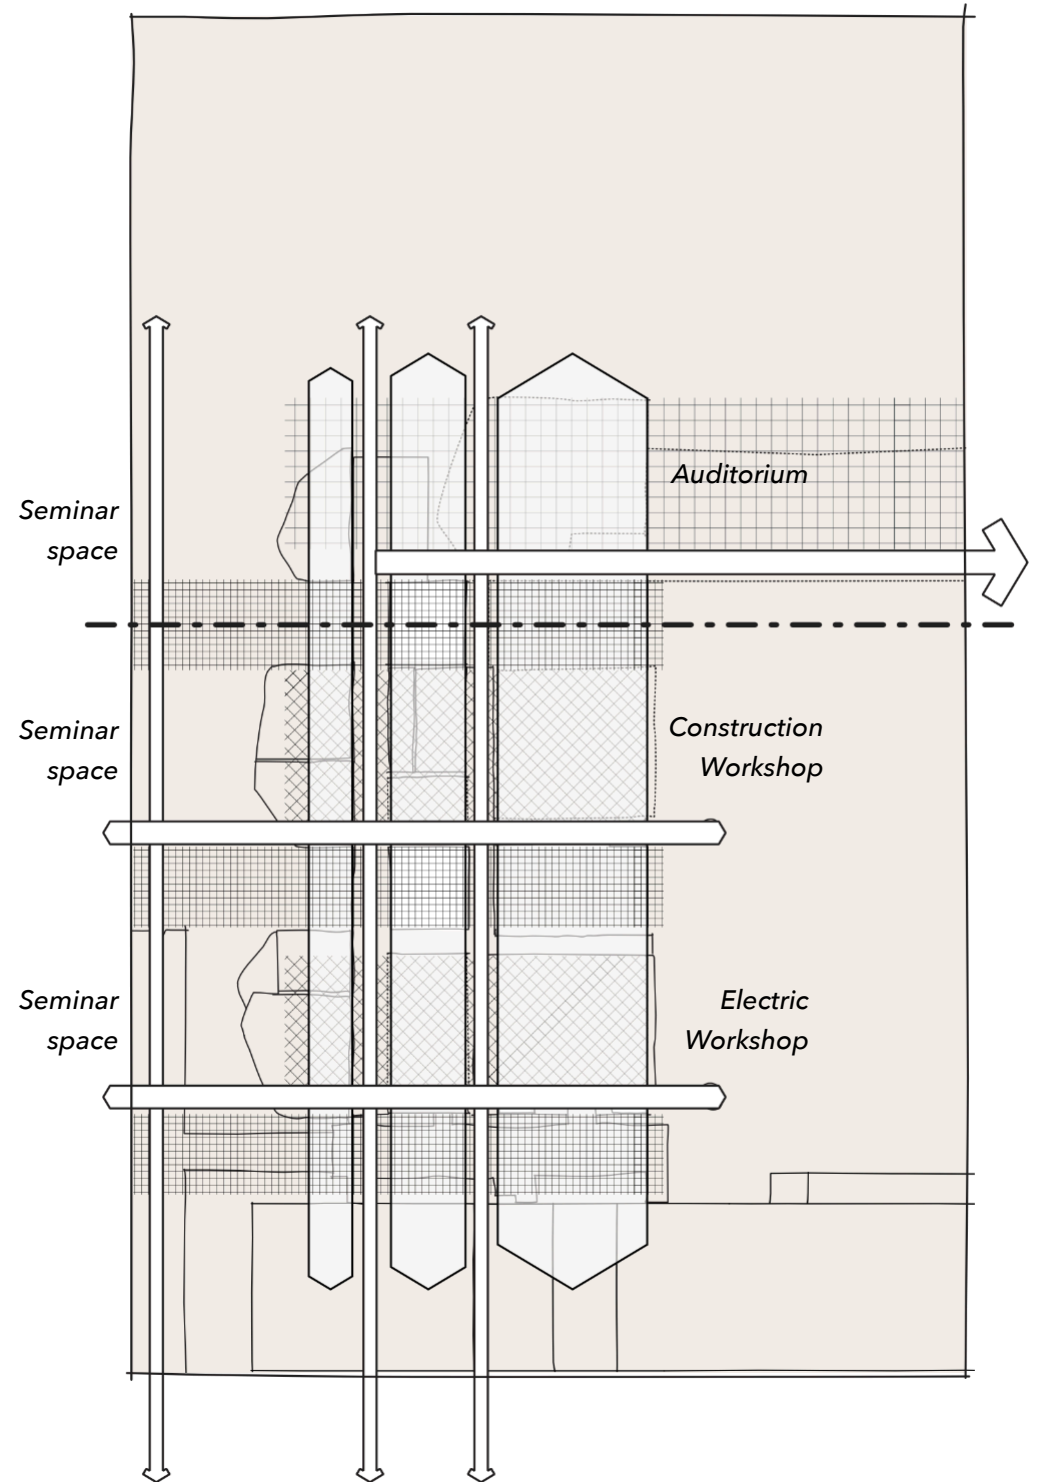 Auditorium
Seminar
space
Seminar
space
Construction
Workshop
Seminar
space
Electric
Workshop